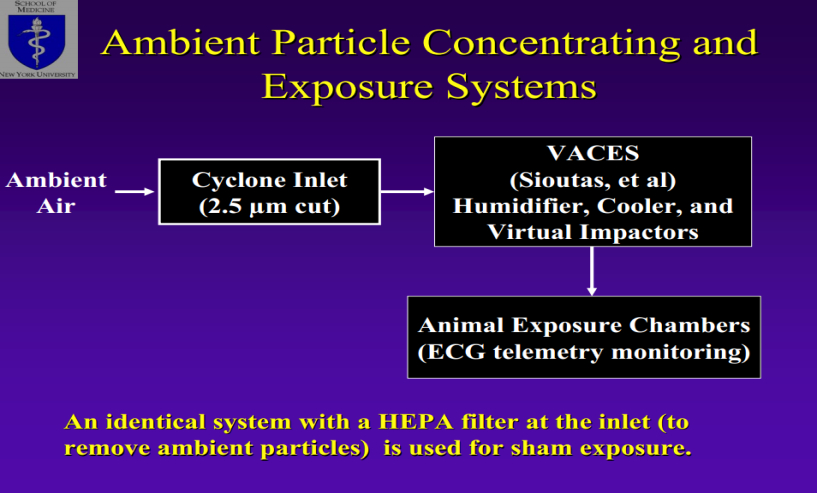 SCHOOL OF
MEDICINE
NEW YORK UNIVERSITY
Ambient Particle Concentrating and
Exposure Systems
Ambient
Air
Cyclone Inlet
(2.5 µm cut)
VACES
(Sioutas, et al)
Humidifier, Cooler, and
Virtual Impactors
Animal Exposure Chambers
(ECG telemetry monitoring)
An identical system with a HEPA filter at the inlet (to
remove ambient particles) is used for sham exposure.